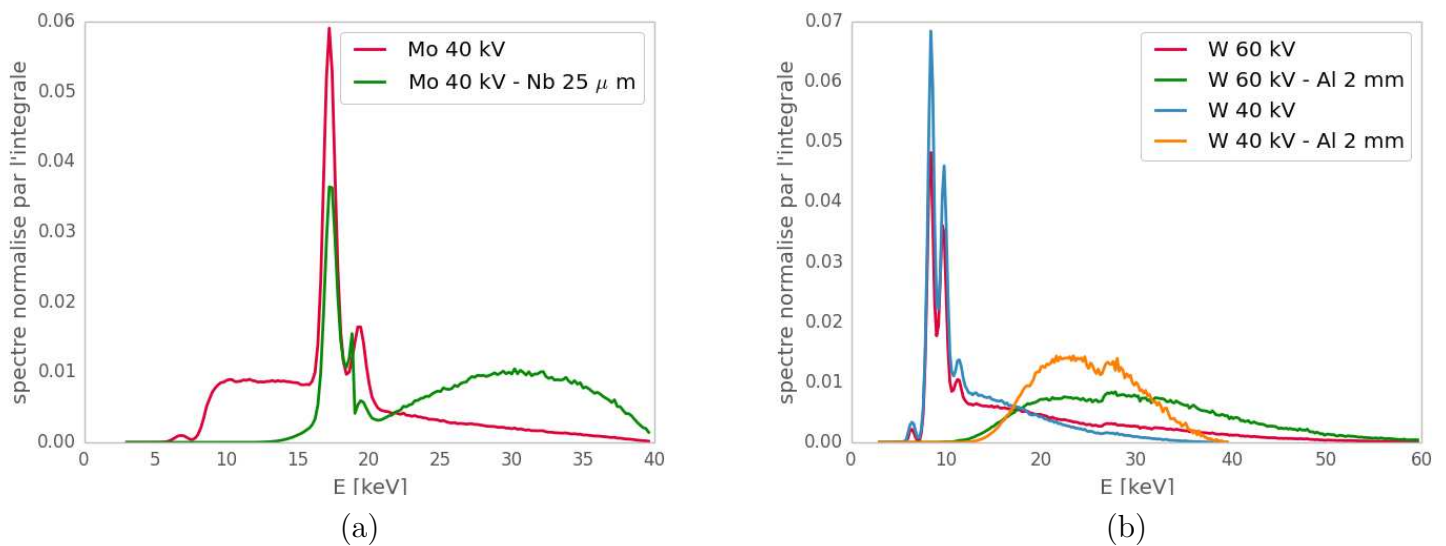 0.06
0.05
0.04
0.03
0.02
0.01
0.00
spectre normalise par l'integrale
Mo 40 kV
Mo 40 kV - Nb 25 μ m
0 5 10 15 20 25 30 35 40
E [keV]
(a)
0.07
0.06
0.05
0.04
0.03
0.02
0.01
0.00
spectre normalise par l'integrale
W 60 kV
W 60 kV - Al 2 mm
W 40 kV
W 40 kV - Al 2 mm
0 10 20 30 40 50 60
E [keV]
(b)